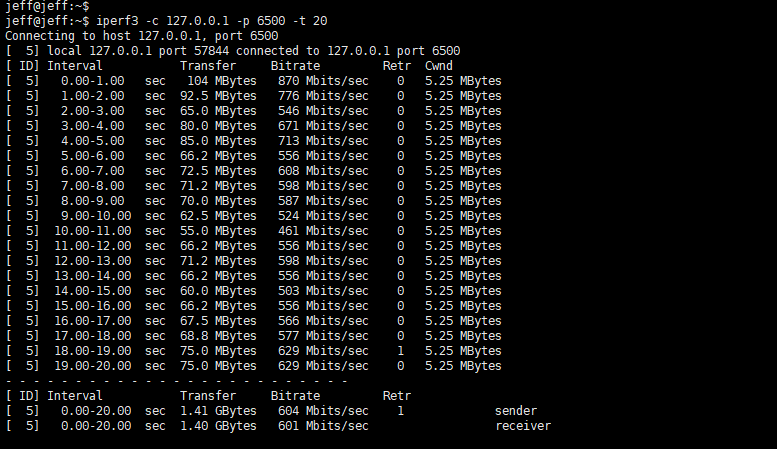 jeff@jeff:~$
jeff@jeff:~$ iperf3 -c 127.0.0.1 -p 6500 -t 20
Connecting to host 127.0.0.1, port 6500
[  5] local 127.0.0.1 port 57844 connected to 127.0.0.1 port 6500
[ ID] Interval           Transfer     Bitrate         Retr  Cwnd
[  5]   0.00-1.00   sec   104 MBytes   870 Mbits/sec    0   5.25 MBytes
[  5]   1.00-2.00   sec  92.5 MBytes   776 Mbits/sec    0   5.25 MBytes
[  5]   2.00-3.00   sec  65.0 MBytes   546 Mbits/sec    0   5.25 MBytes
[  5]   3.00-4.00   sec  80.0 MBytes   671 Mbits/sec    0   5.25 MBytes
[  5]   4.00-5.00   sec  85.0 MBytes   713 Mbits/sec    0   5.25 MBytes
[  5]   5.00-6.00   sec  66.2 MBytes   556 Mbits/sec    0   5.25 MBytes
[  5]   6.00-7.00   sec  72.5 MBytes   608 Mbits/sec    0   5.25 MBytes
[  5]   7.00-8.00   sec  71.2 MBytes   598 Mbits/sec    0   5.25 MBytes
[  5]   8.00-9.00   sec  70.0 MBytes   587 Mbits/sec    0   5.25 MBytes
[  5]   9.00-10.00  sec  62.5 MBytes   524 Mbits/sec    0   5.25 MBytes
[  5]  10.00-11.00  sec  55.0 MBytes   461 Mbits/sec    0   5.25 MBytes
[  5]  11.00-12.00  sec  66.2 MBytes   556 Mbits/sec    0   5.25 MBytes
[  5]  12.00-13.00  sec  71.2 MBytes   598 Mbits/sec    0   5.25 MBytes
[  5]  13.00-14.00  sec  66.2 MBytes   556 Mbits/sec    0   5.25 MBytes
[  5]  14.00-15.00  sec  60.0 MBytes   503 Mbits/sec    0   5.25 MBytes
[  5]  15.00-16.00  sec  66.2 MBytes   556 Mbits/sec    0   5.25 MBytes
[  5]  16.00-17.00  sec  67.5 MBytes   566 Mbits/sec    0   5.25 MBytes
[  5]  17.00-18.00  sec  68.8 MBytes   577 Mbits/sec    0   5.25 MBytes
[  5]  18.00-19.00  sec  75.0 MBytes   629 Mbits/sec    1   5.25 MBytes
[  5]  19.00-20.00  sec  75.0 MBytes   629 Mbits/sec    0   5.25 MBytes
- - - - - - - - - - - - - - - - - - - - - - - - -
[ ID] Interval           Transfer     Bitrate         Retr
[  5]   0.00-20.00  sec  1.41 GBytes   604 Mbits/sec    1             sender
[  5]   0.00-20.00  sec  1.40 GBytes   601 Mbits/sec                  receiver